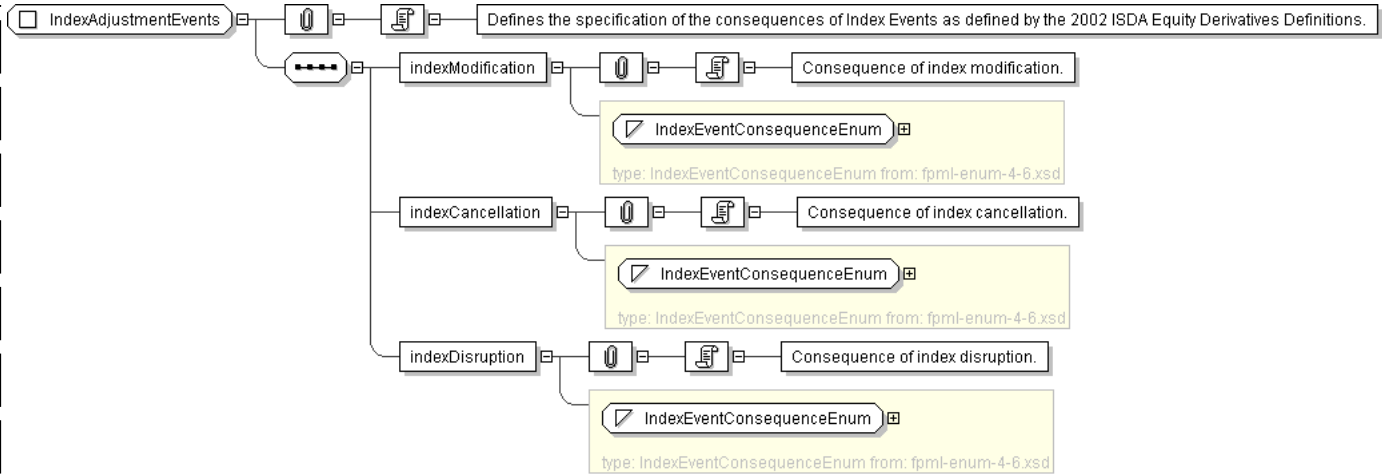 IndexAdjustmentEvents
Defines the specification of the consequences of Index Events as defined by the 2002 ISDA Equity Derivatives Definitions.
indexModification
Consequence of index modification.
IndexEventConsequenceEnum
type: IndexEventConsequenceEnum from: fpml-enum-4-6.xsd
indexCancellation
Consequence of index cancellation.
IndexEventConsequenceEnum
type: IndexEventConsequenceEnum from: fpml-enum-4-6.xsd
indexDisruption
Consequence of index disruption.
IndexEventConsequenceEnum
type: IndexEventConsequenceEnum from: fpml-enum-4-6.xsd